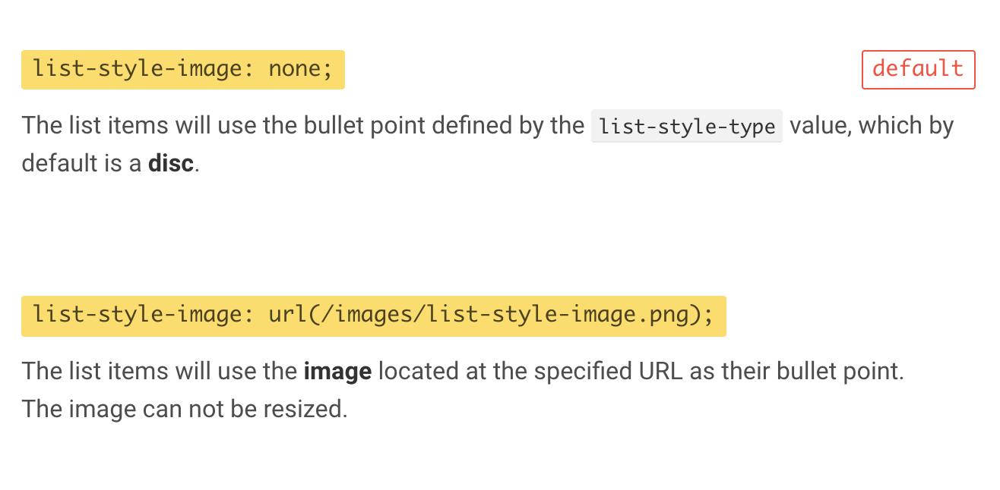 list-style-image: none;
default
The list items will use the bullet point defined by the list-style-type value, which by
default is a disc.
list-style-image: url(/images/list-style-image.png);
The list items will use the image located at the specified URL as their bullet point.
The image can not be resized.